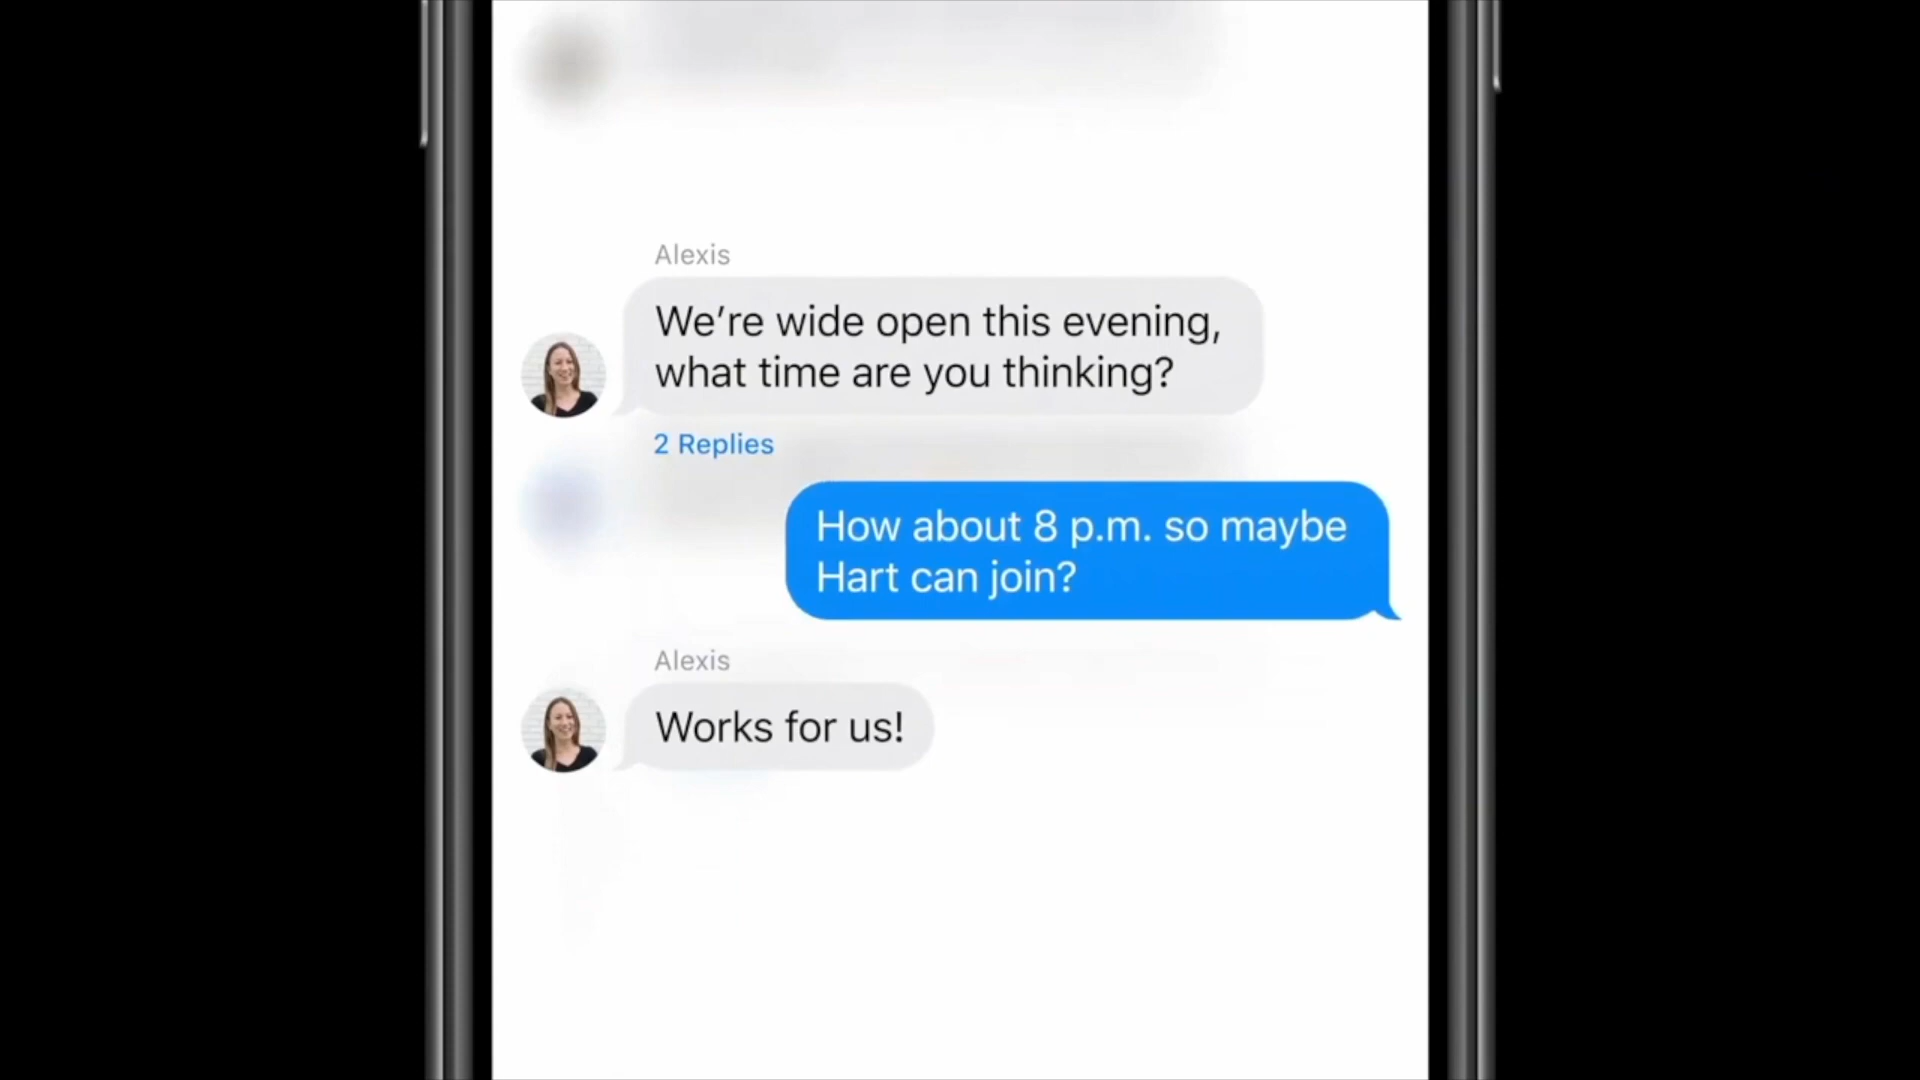 Alexis
We’re wide open this evening,
what time are you thinking?
2 Replies
How about 8 p.m. so maybe
Hart can join?
Alexis
Works for us!